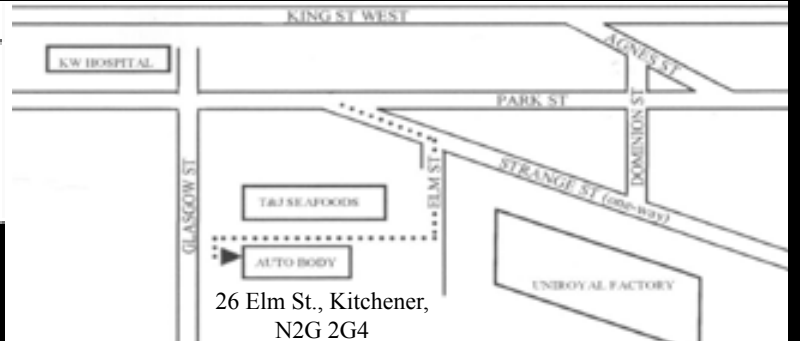 KING ST WEST
AGNES ST
KW HOSPITAL
PARK ST
DOMINION ST
STRANGE ST (one-way)
GLASGOW ST
ELM ST
T&J SEAFOODS
AUTO BODY
UNIROYAL FACTORY
26 Elm St., Kitchener,
N2G 2G4